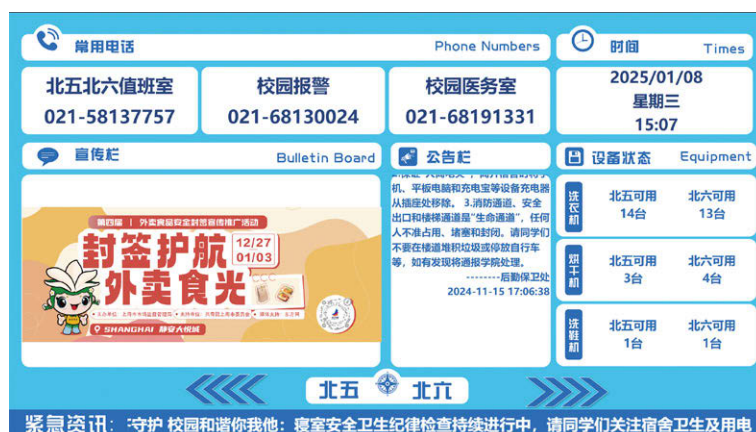 常用电话
Phone Numbers
时间
Times
北五北六值班室
021-58137757
校园报警
021-68130024
校园医务室
021-68191331
2025/01/08
星期三
15:07
宣传栏
Bulletin Board
公告栏
设备状态
Equipment
第四届 | 外卖食品安全封签宣传推广活动
封签护航
外卖食光
12/27
01/03
SHANGHAI 静安大悦城
机、平板电脑和充电宝等设备充电器
从插座处移除。 3.消防通道、安全
出口和楼梯通道是“生命通道”，任何
人不准占用、堵塞和封闭。请同学们
不要在楼道堆积垃圾或停放自行车
等，如有发现将通报学院处理。
--------后勤保卫处
2024-11-15 17:06:38
洗衣机
北五可用
14台
北六可用
13台
烘干机
北五可用
3台
北六可用
4台
洗鞋机
北五可用
1台
北六可用
1台
北五
北六
紧急资讯：守护 校园和谐你我他：寝室安全卫生纪律检查持续进行中，请同学们关注宿舍卫生及用电